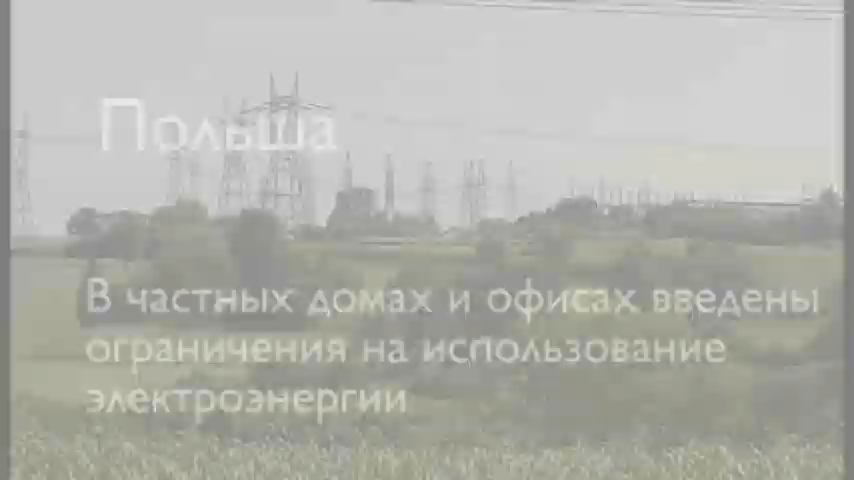 Польша
В частных домах и офисах введены
ограничения на использование
электроэнергии